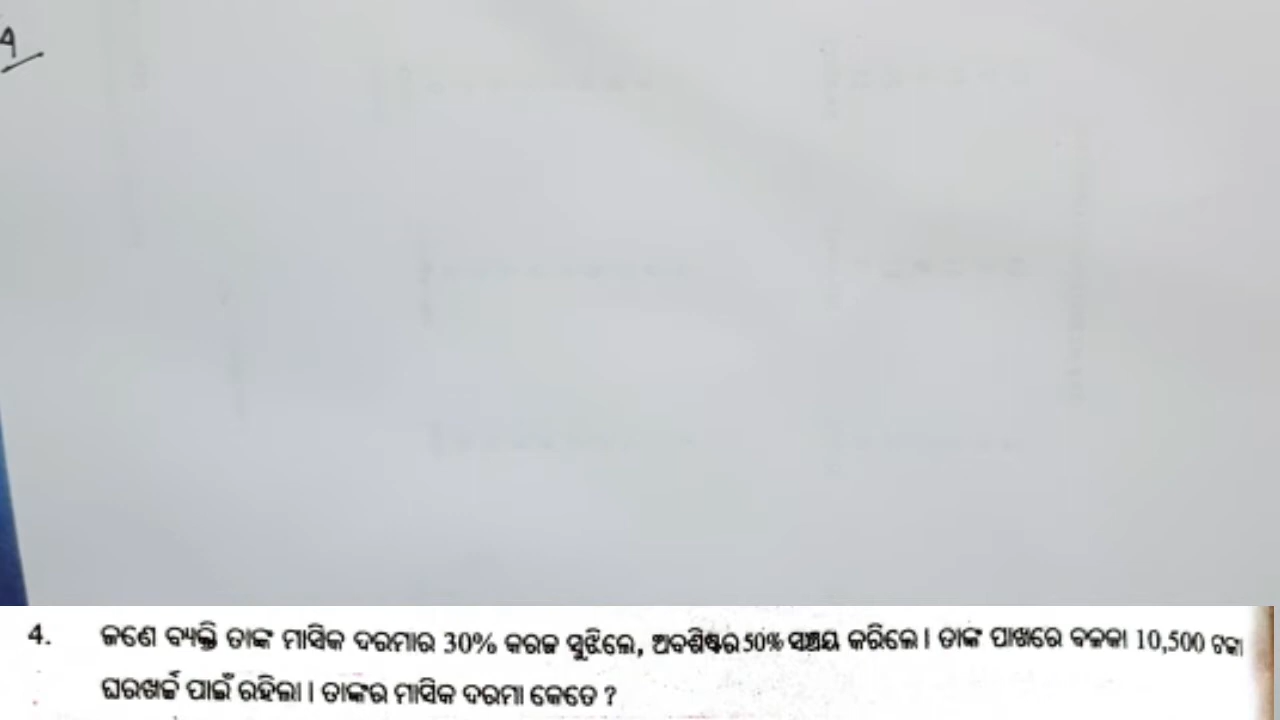 A
4. ଜଣେ ବ୍ୟକ୍ତି ତାଙ୍କ ମାସିକ ଦରମାର 30% କରଜ ସୁଝିଲେ, ଅବଶିଷ୍ଟର 50% ସଞ୍ଚୟ କରିଲେ । ତାଙ୍କ ପାଖରେ ବଳକା 10,500 ଟଙ୍କା
ଘରଖର୍ଚ୍ଚ ପାଇଁ ରହିଲା । ତାଙ୍କର ମାସିକ ଦରମା କେତେ ?